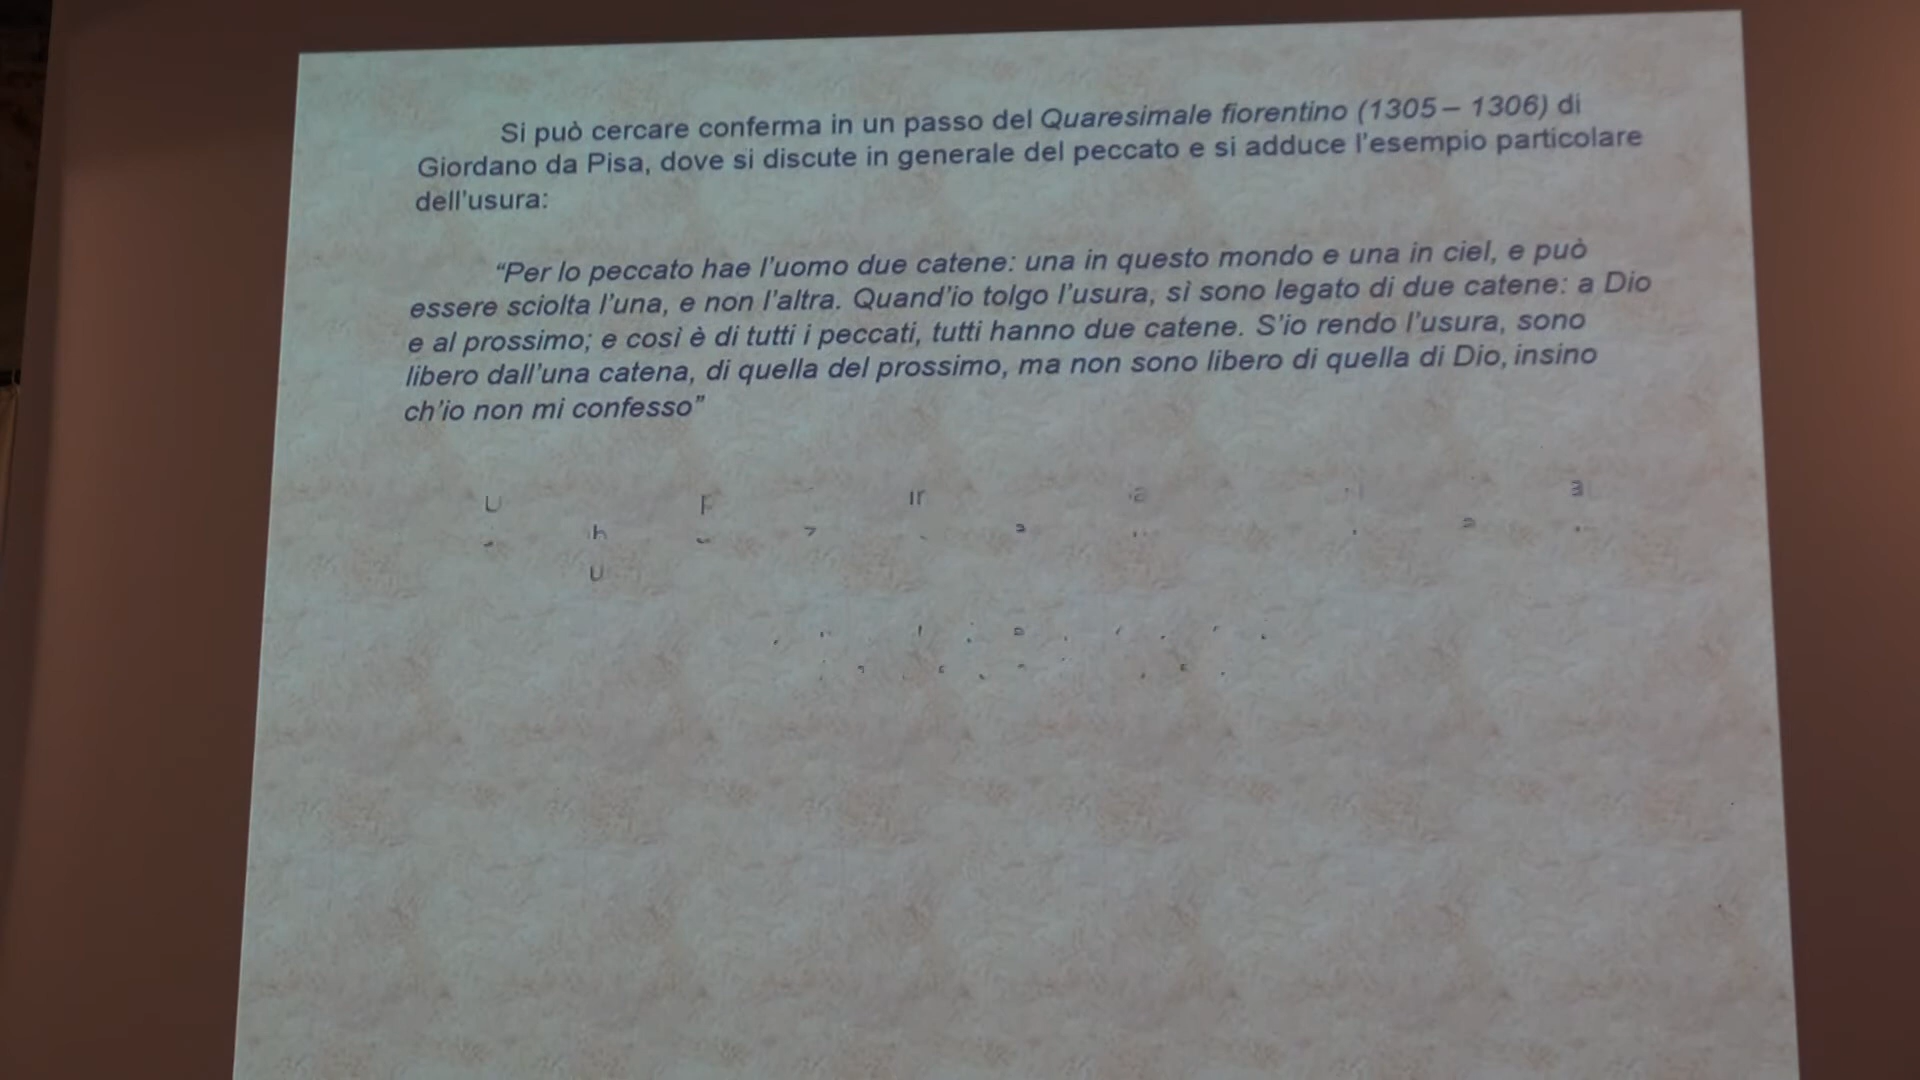 Si può cercare conferma in un passo del Quaresimale fiorentino (1305 – 1306) di
Giordano da Pisa, dove si discute in generale del peccato e si adduce l'esempio particolare
dell'usura:
“Per lo peccato hae l'uomo due catene: una in questo mondo e una in ciel, e può
essere sciolta l'una, e non l'altra. Quand'io tolgo l'usura, sì sono legato di due catene: a Dio
e al prossimo; e così è di tutti i peccati, tutti hanno due catene. S'io rendo l'usura, sono
libero dall'una catena, di quella del prossimo, ma non sono libero di quella di Dio, insino
ch'io non mi confesso”